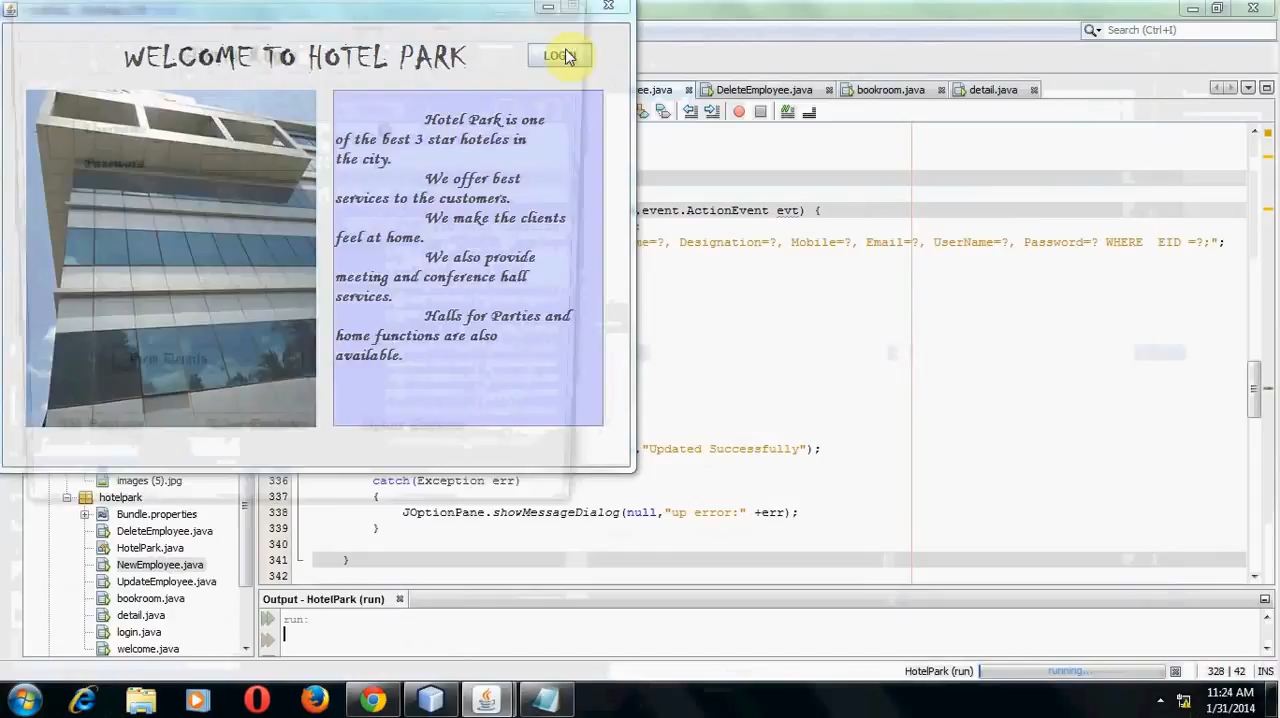 WELCOME TO HOTEL PARK
Hotel Park is one
of the best 3 star hoteles in
the city.
We offer best
services to the customers.
We make the clients
feel at home.
We also provide
meeting and conference hall
services.
Halls for Parties and
home functions are also
available.
Password
View Details
Search (Ctrl+I)
ee.java
DeleteEmployee.java
bookroom.java
detail.java
.event.ActionEvent evt) {
me=?, Designation=?, Mobile=?, Email=?, UserName=?, Password=? WHERE EID =?;";
,"Updated Successfully");
336 catch(Exception err)
337 {
338 JOptionPane.showMessageDialog(null,"up error:" +err);
339 }
340
341 }
342
images (5).jpg
hotelpark
Bundle.properties
DeleteEmployee.java
HotelPark.java
NewEmployee.java
UpdateEmployee.java
bookroom.java
detail.java
login.java
welcome.java
Output - HotelPark (run)
run:
HotelPark (run)
running...
328 | 42
INS
11:24 AM
1/31/2014